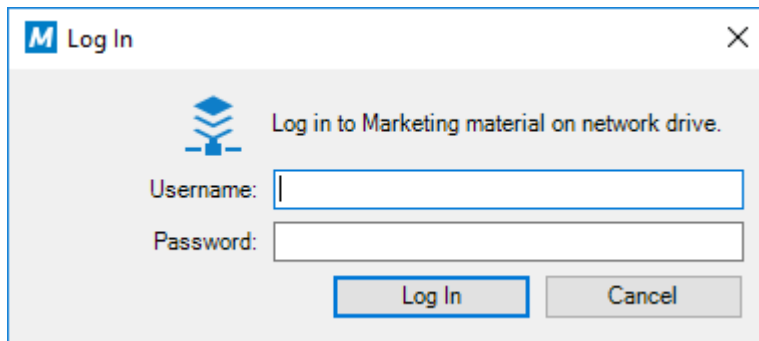 M Log In
Log in to Marketing material on network drive.
Username:
Password:
Log In Cancel